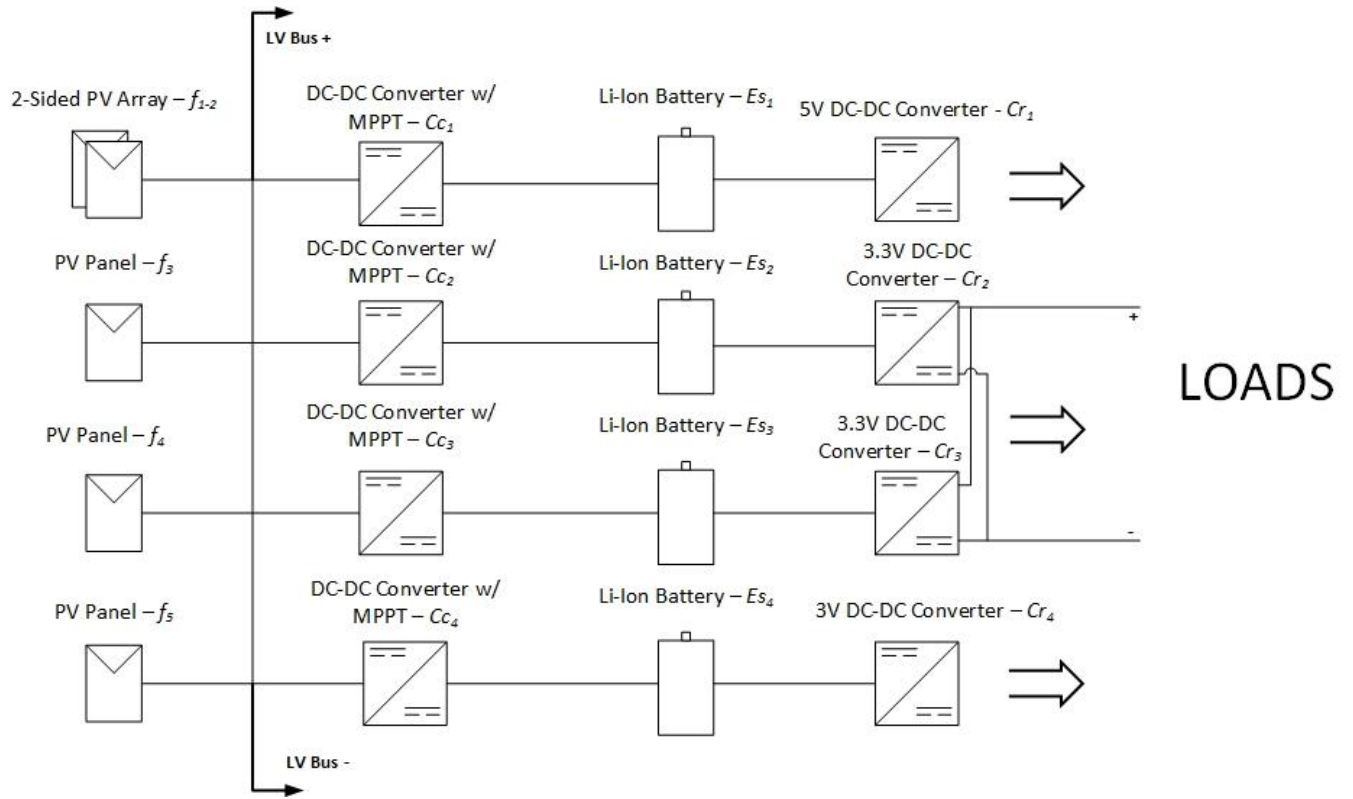 LV Bus +
2-Sided PV Array – f1-2
DC-DC Converter w/
MPPT – Cc1
Li-Ion Battery – Es1
5V DC-DC Converter - Cr1
PV Panel – f3
DC-DC Converter w/
MPPT – Cc2
Li-Ion Battery – Es2
3.3V DC-DC
Converter – Cr2
+
LOADS
PV Panel – f4
DC-DC Converter w/
MPPT – Cc3
Li-Ion Battery – Es3
3.3V DC-DC
Converter – Cr3
-
PV Panel – f5
DC-DC Converter w/
MPPT – Cc4
Li-Ion Battery – Es4
3V DC-DC Converter – Cr4
LV Bus -